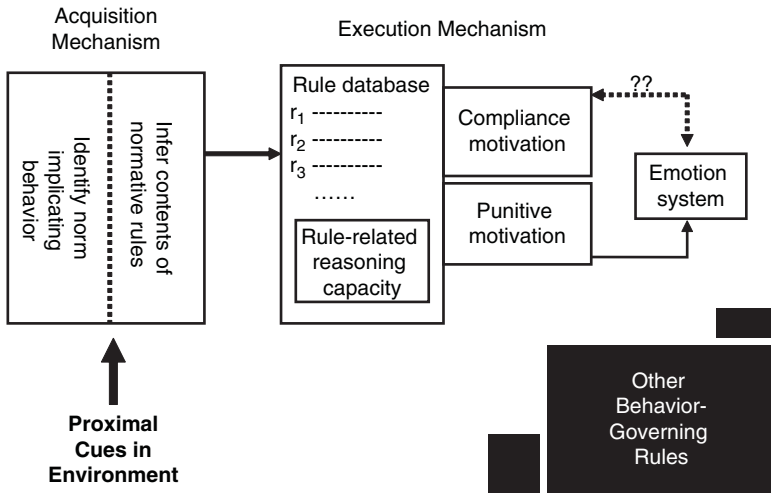 Acquisition
Mechanism
Identify norm
implicating
behavior
Infer contents of
normative rules
Proximal
Cues in
Environment
Execution Mechanism
Rule database
r1 ----------
r2 ----------
r3 ----------
......
Rule-related
reasoning
capacity
Compliance
motivation
Punitive
motivation
??
Emotion
system
Other
Behavior-
Governing
Rules